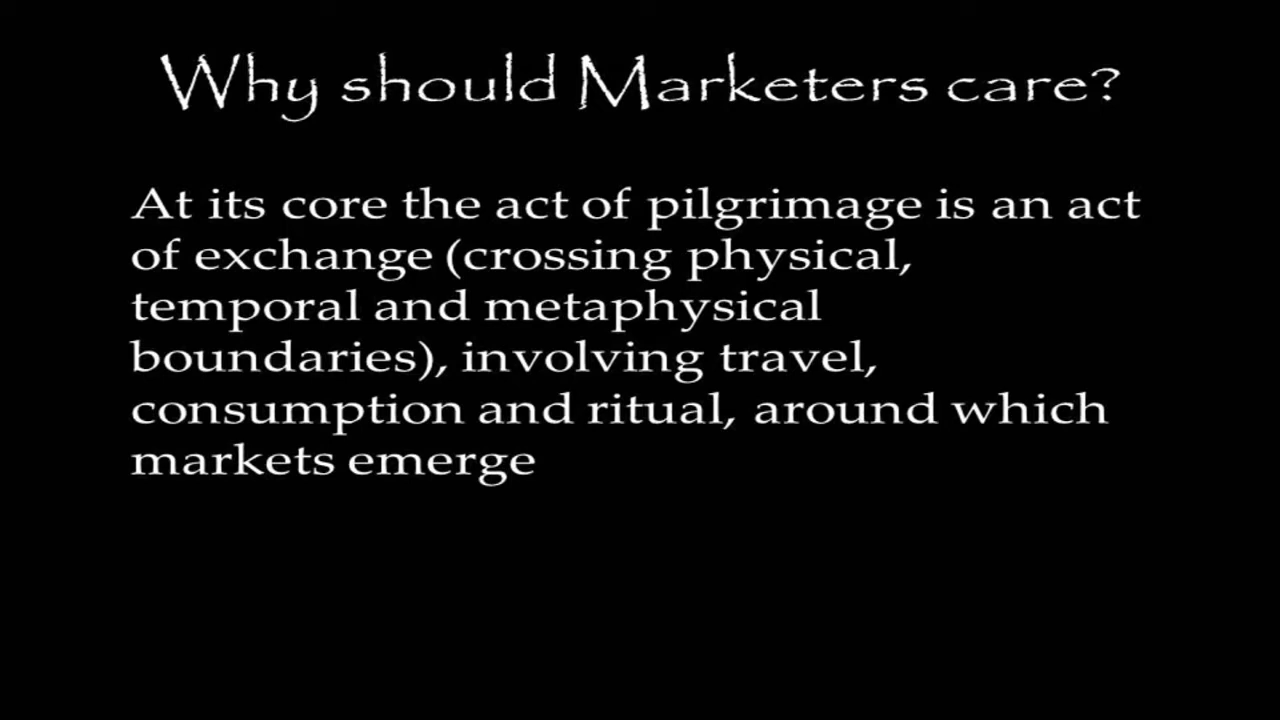 Why should Marketers care?
At its core the act of pilgrimage is an act
of exchange (crossing physical,
temporal and metaphysical
boundaries), involving travel,
consumption and ritual, around which
markets emerge